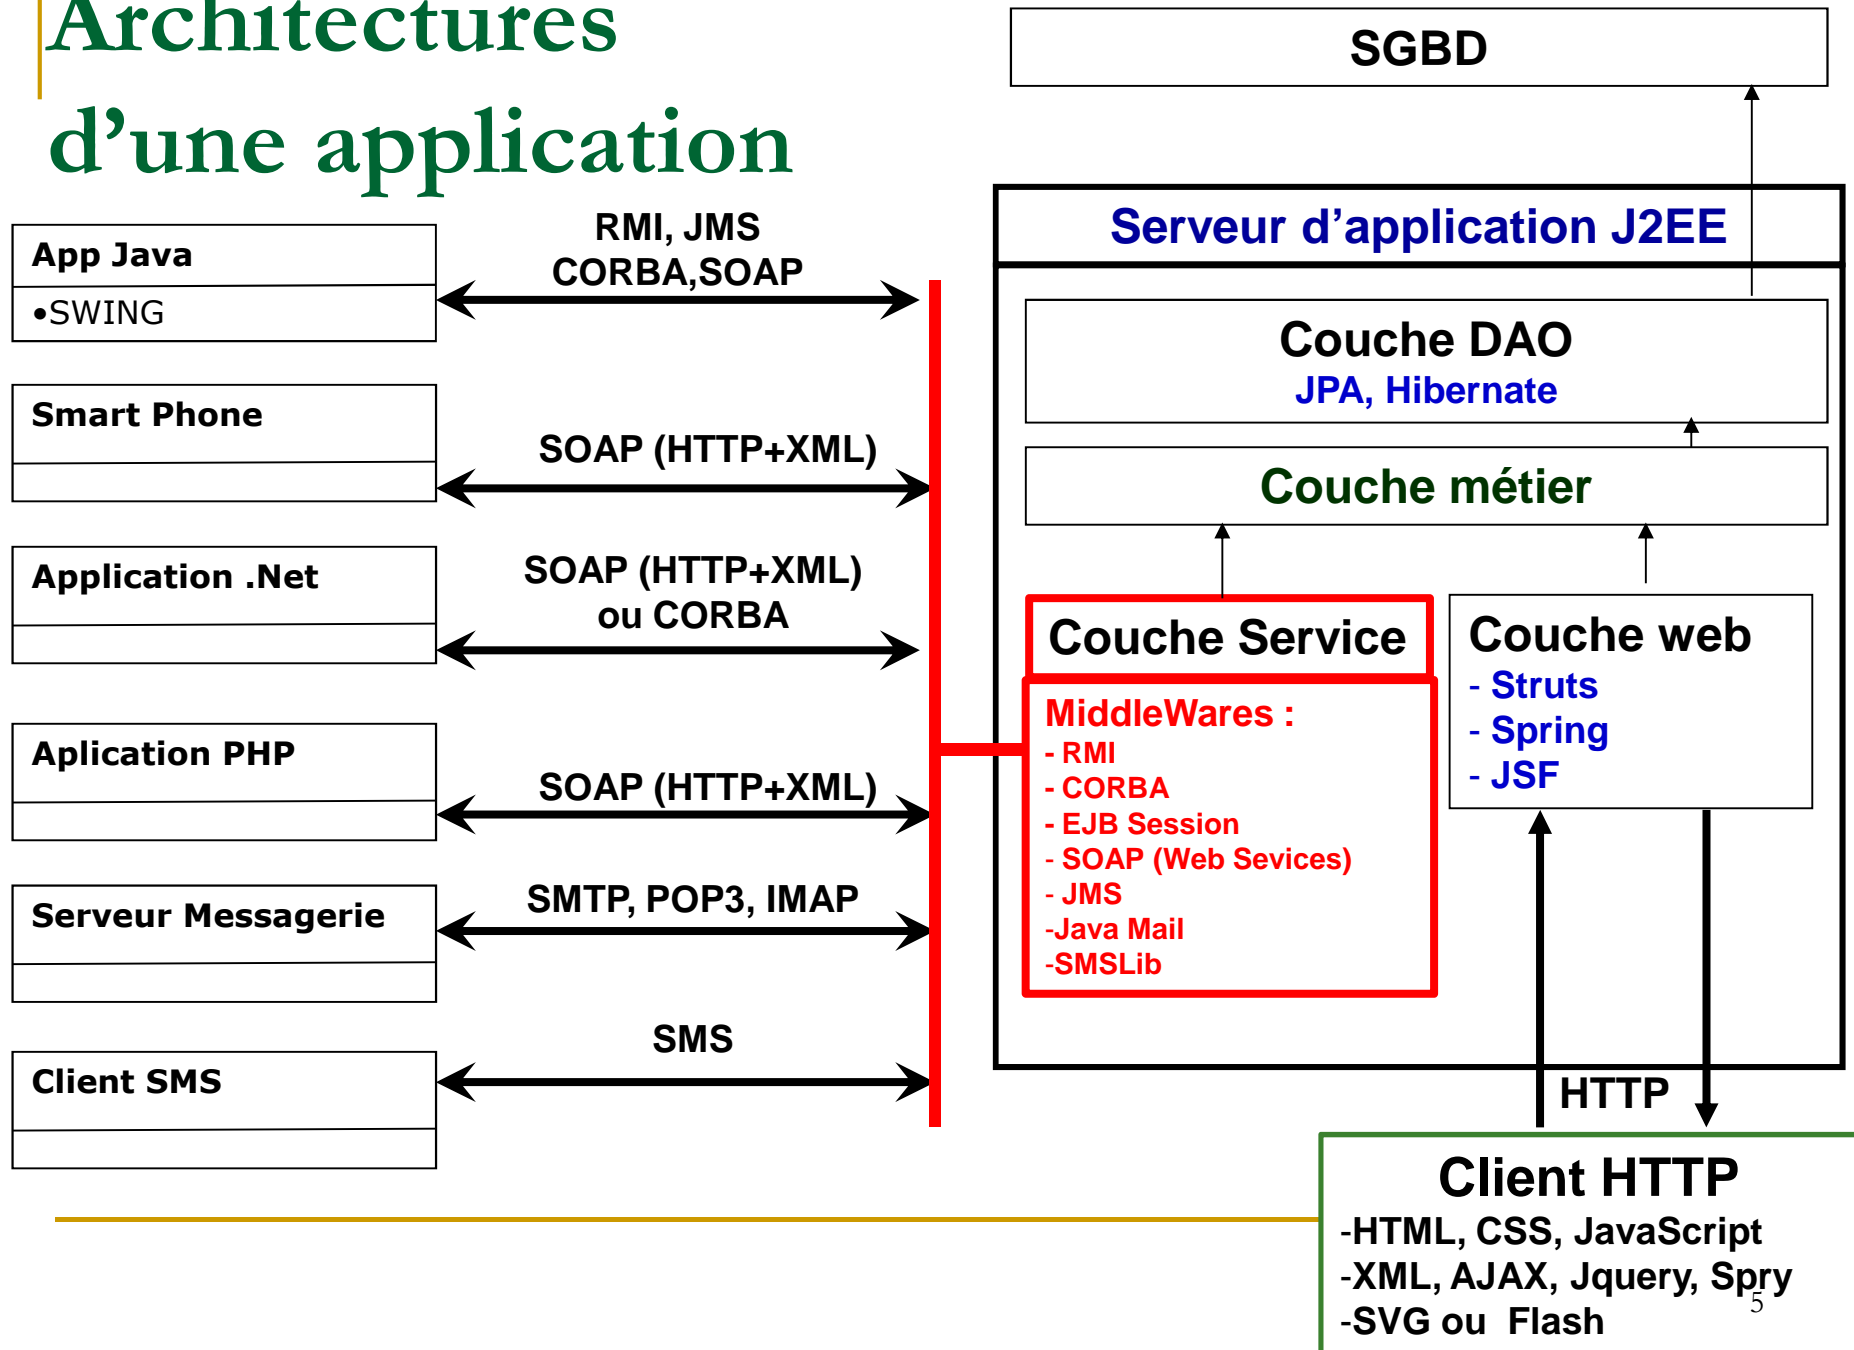 Architectures
d'une application
SGBD
Serveur d'application J2EE
Couche DAO
JPA, Hibernate
Couche métier
Couche Service
MiddleWares :
- RMI
- CORBA
- EJB Session
- SOAP (Web Sevices)
- JMS
-Java Mail
-SMSLib
Couche web
- Struts
- Spring
- JSF
HTTP
Client HTTP
-HTML, CSS, JavaScript
-XML, AJAX, Jquery, Spry
-SVG ou Flash
App Java
•SWING
RMI, JMS
CORBA,SOAP
Smart Phone
SOAP (HTTP+XML)
Application .Net
SOAP (HTTP+XML)
ou CORBA
Aplication PHP
SOAP (HTTP+XML)
Serveur Messagerie
SMTP, POP3, IMAP
Client SMS
SMS
5